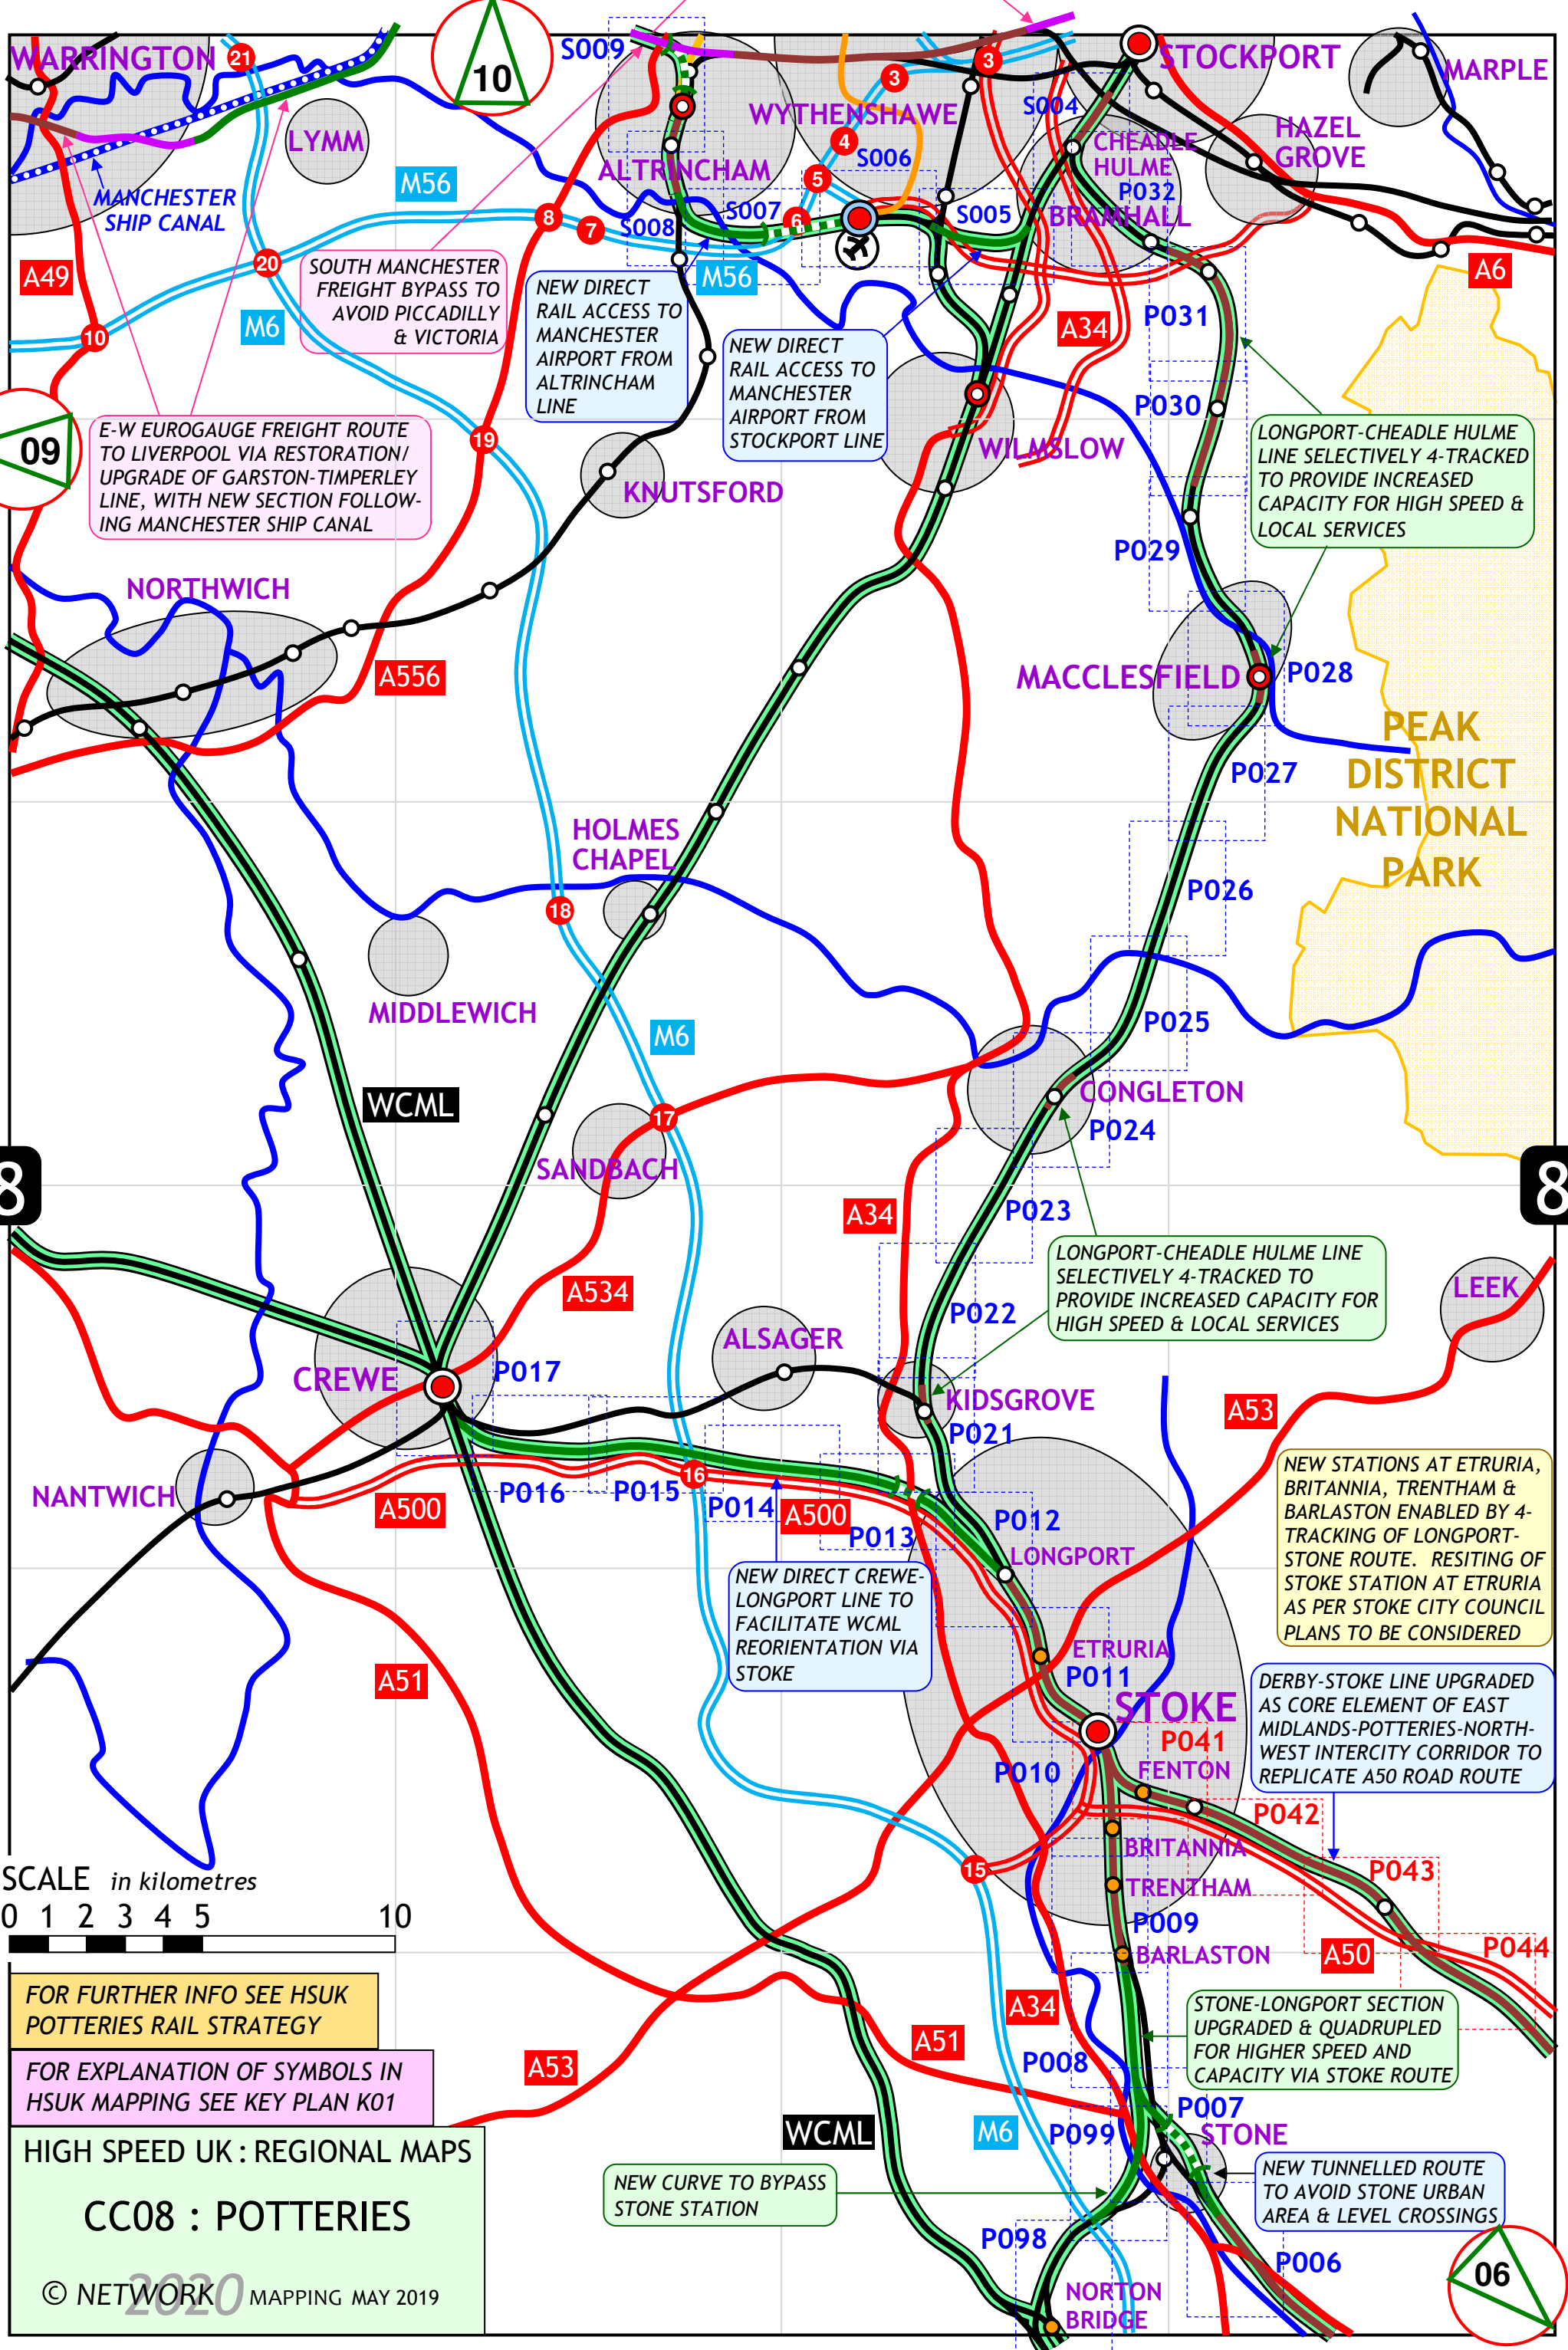 WARRINGTON
21
10
S009
3
3
STOCKPORT
MARPLE
LYMM
WYTHENSHAWE
S004
HAZEL
GROVE
4
CHEADLE
HULME
MANCHESTER
SHIP CANAL
M56
ALTRINCHAM
S006
5
P032
8
7
S008
S007
6
S005
BRAMHALL
A49
20
SOUTH MANCHESTER
FREIGHT BYPASS TO
AVOID PICCADILLY
& VICTORIA
M56
A6
NEW DIRECT
RAIL ACCESS TO
MANCHESTER
AIRPORT FROM
ALTRINCHAM
LINE
10
M6
NEW DIRECT
RAIL ACCESS TO
MANCHESTER
AIRPORT FROM
STOCKPORT LINE
A34
P031
P030
09
E-W EUROGAUGE FREIGHT ROUTE
TO LIVERPOOL VIA RESTORATION/
UPGRADE OF GARSTON-TIMPERLEY
LINE, WITH NEW SECTION FOLLOW-
ING MANCHESTER SHIP CANAL
19
WILMSLOW
LONGPORT-CHEADLE HULME
LINE SELECTIVELY 4-TRACKED
TO PROVIDE INCREASED
CAPACITY FOR HIGH SPEED &
LOCAL SERVICES
KNUTSFORD
P029
NORTHWICH
A556
MACCLESFIELD
P028
PEAK
DISTRICT
NATIONAL
PARK
P027
HOLMES
CHAPEL
P026
18
MIDDLEWICH
M6
P025
WCML
17
CONGLETON
P024
SANDBACH
8
8
A34
P023
LONGPORT-CHEADLE HULME LINE
SELECTIVELY 4-TRACKED TO
PROVIDE INCREASED CAPACITY FOR
HIGH SPEED & LOCAL SERVICES
LEEK
A534
P022
ALSAGER
CREWE
P017
KIDSGROVE
A53
P021
NANTWICH
A500
P016
P015
16
P014
A500
P013
P012
LONGPORT
NEW STATIONS AT ETRURIA,
BRITANNIA, TRENTHAM &
BARLASTON ENABLED BY 4-
TRACKING OF LONGPORT-
STONE ROUTE. RESITING OF
STOKE STATION AT ETRURIA
AS PER STOKE CITY COUNCIL
PLANS TO BE CONSIDERED
NEW DIRECT CREWE-
LONGPORT LINE TO
FACILITATE WCML
REORIENTATION VIA
STOKE
ETRURIA
P011
A51
STOKE
DERBY-STOKE LINE UPGRADED
AS CORE ELEMENT OF EAST
MIDLANDS-POTTERIES-NORTH-
WEST INTERCITY CORRIDOR TO
REPLICATE A50 ROAD ROUTE
P041
P010
FENTON
P042
BRITANNIA
15
P043
SCALE in kilometres
0 1 2 3 4 5 10
TRENTHAM
P009
BARLASTON
A50
P044
FOR FURTHER INFO SEE HSUK
POTTERIES RAIL STRATEGY
A34
STONE-LONGPORT SECTION
UPGRADED & QUADRUPLED
FOR HIGHER SPEED AND
CAPACITY VIA STOKE ROUTE
A53
A51
P008
FOR EXPLANATION OF SYMBOLS IN
HSUK MAPPING SEE KEY PLAN K01
P007
WCML
M6
P099
STONE
HIGH SPEED UK : REGIONAL MAPS
NEW CURVE TO BYPASS
STONE STATION
NEW TUNNELLED ROUTE
TO AVOID STONE URBAN
AREA & LEVEL CROSSINGS
CC08 : POTTERIES
P098
P006
06
NORTON
BRIDGE
© NETWORK 2020 MAPPING MAY 2019